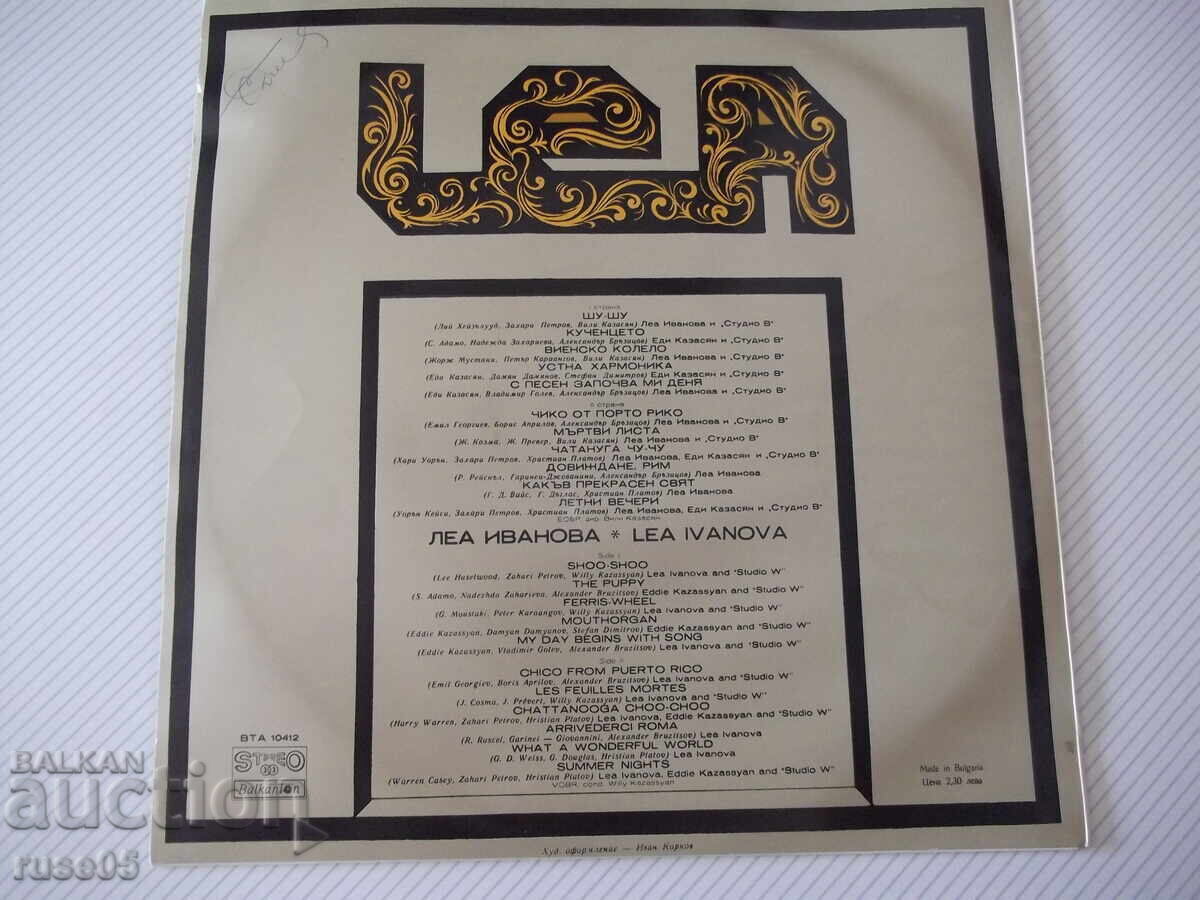 LeA
I страна
ШУ-ШУ
(Лий Хейзълууд, Захари Петров, Вили Казасян) Леа Иванова и „Студио В"
КУЧЕНЦЕТО
(С. Адамо, Надежда Захариева, Александър Бръзицов) Еди Казасян и „Студио В"
ВИЕНСКО КОЛЕЛО
(Жорж Мустаки, Петър Караангов, Вили Казасян) Леа Иванова и „Студио В"
УСТНА ХАРМОНИКА
(Еди Казасян, Дамян Дамянов, Стефан Димитров) Еди Казасян и „Студио В"
С ПЕСЕН ЗАПОЧВА МИ ДЕНЯ
(Еди Казасян, Владимир Голев, Александър Бръзицов) Леа Иванова и „Студио В"
II страна
ЧИКО ОТ ПОРТО РИКО
(Емил Георгиев, Борис Априлов, Александър Бръзицов) Леа Иванова и „Студио В"
МЪРТВИ ЛИСТА
(Ж. Козма, Ж. Превер, Вили Казасян) Леа Иванова и „Студио В"
ЧАТАНУГА ЧУ-ЧУ
(Хари Уорън, Захари Петров, Християн Платов) Леа Иванова, Еди Казасян и „Студио В"
ДОВИЖДАНЕ, РИМ
(Р. Рейсъл, Гаринеи-Джованини, Александър Бръзицов) Леа Иванова
КАКЪВ ПРЕКРАСЕН СВЯТ
(Г. Д. Вайс, Г. Дъглас, Християн Платов) Леа Иванова
ЛЕТНИ ВЕЧЕРИ
(Уорън Кейси, Захари Петров, Християн Платов) Леа Иванова, Еди Казасян и „Студио В"
ЕОБР, дир. Вили Казасян
ЛЕА ИВАНОВА * LEA IVANOVA
Side I
SHOO-SHOO
(Lee Haselwood, Zahari Petrov, Willy Kazassyan) Lea Ivanova and "Studio W"
THE PUPPY
(S. Adamo, Nadezhda Zaharieva, Alexander Bruzitsov) Eddie Kazassyan and "Studio W"
FERRIS-WHEEL
(G. Moustaki, Peter Karaangov, Willy Kazassyan) Lea Ivanova and "Studio W"
MOUTHORGAN
(Eddie Kazassyan, Damyan Damyanov, Stefan Dimitrov) Eddie Kazassyan and "Studio W"
MY DAY BEGINS WITH SONG
(Eddie Kazassyan, Vladimir Golev, Alexander Bruzitsov) Lea Ivanova and "Studio W"
Side II
CHICO FROM PUERTO RICO
(Emil Georgiev, Boris Aprilov, Alexander Bruzitsov) Lea Ivanova and "Studio W"
LES FEUILLES MORTES
(J. Cosma, J. Prévert, Willy Kazassyan) Lea Ivanova and "Studio W"
CHATTANOOGA CHOO-CHOO
(Harry Warren, Zahari Petrov, Hristian Platov) Lea Ivanova, Eddie Kazassyan and "Studio W"
ARRIVEDERCI ROMA
(R. Ruscel, Garinei — Giovannini, Alexander Bruzitsov) Lea Ivanova
WHAT A WONDERFUL WORLD
(G. D. Weiss, G. Douglas, Hristian Platov) Lea Ivanova
SUMMER NIGHTS
(Warren Casey, Zahari Petrov, Hristian Platov) Lea Ivanova, Eddie Kazassyan and "Studio W"
VOBR, cond. Willy Kazassyan
BTA 10412
STEREO
33
Balkanton
Made in Bulgaria
Цена 2,30 лева
Худ. оформление — Иван Кирков
BALKAN
auction
ruse05